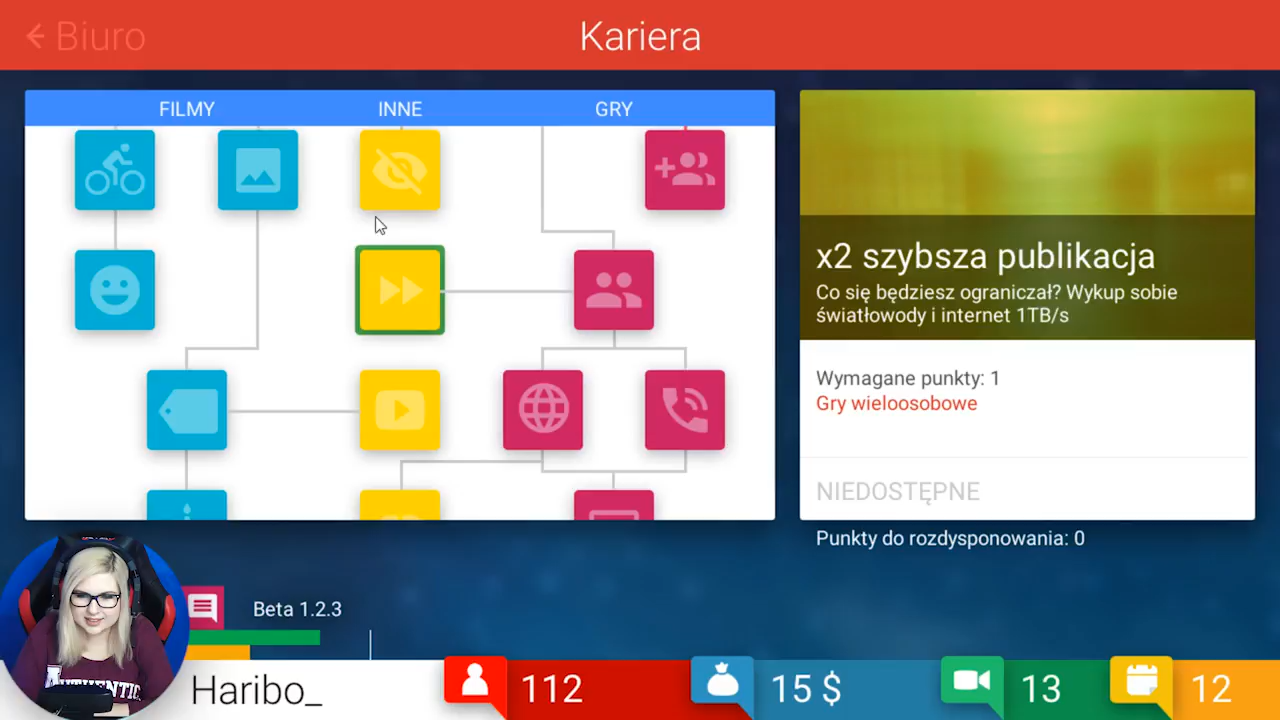 Biuro
Kariera
FILMY INNE GRY
x2 szybsza publikacja
Co się będziesz ograniczał? Wykup sobie
światłowody i internet 1TB/s
Wymagane punkty: 1
Gry wieloosobowe
NIEDOSTĘPNE
Punkty do rozdysponowania: 0
Beta 1.2.3
AUTHENTIC
Haribo_
112
15 $
13
12